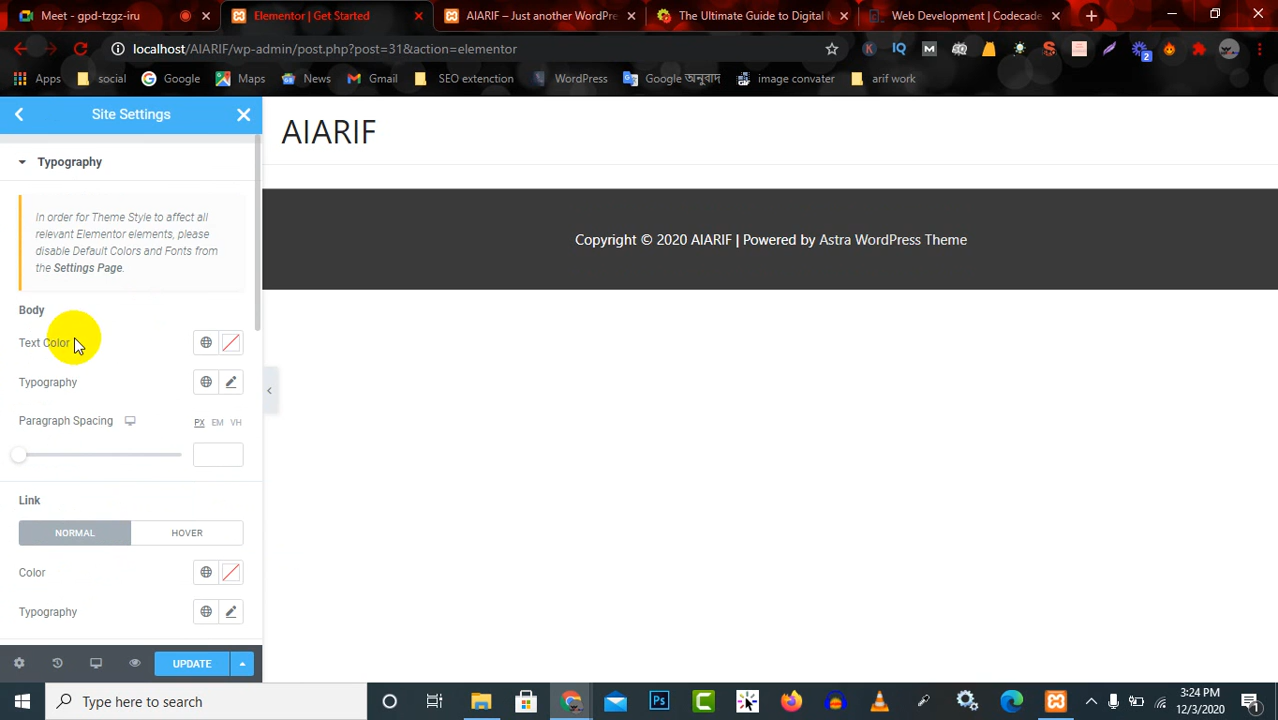 Meet - gpd-tzgz-iru
Elementor | Get Started
AIARIF – Just another WordPre
The Ultimate Guide to Digital
Web Development | Codecade
localhost/AIARIF/wp-admin/post.php?post=31&action=elementor
Apps
social
Google
Maps
News
Gmail
SEO extenction
WordPress
Google অনুবাদ
image convater
arif work
Site Settings
Typography
In order for Theme Style to affect all
relevant Elementor elements, please
disable Default Colors and Fonts from
the Settings Page.
Body
Text Color
Typography
Paragraph Spacing
PX EM VH
Link
NORMAL
HOVER
Color
Typography
UPDATE
AIARIF
Copyright © 2020 AIARIF | Powered by Astra WordPress Theme
Type here to search
Ps
3:24 PM
12/3/2020